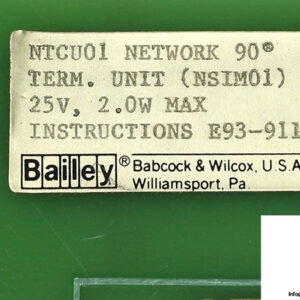 NTCU01 NETWORK 90®
TERM. UNIT (NSIM01)
25V, 2.0W MAX
INSTRUCTIONS E93-911
Bailey® Babcock & Wilcox, U.S.A
Williamsport, Pa.